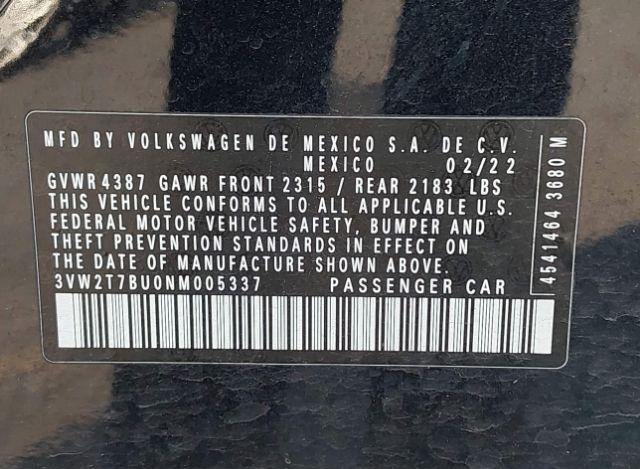 MFD BY VOLKSWAGEN DE MEXICO S.A. DE C.V.
MEXICO 02/22
GVWR 4387 GAWR FRONT 2315 / REAR 2183 LBS
THIS VEHICLE CONFORMS TO ALL APPLICABLE U.S.
FEDERAL MOTOR VEHICLE SAFETY, BUMPER AND
THEFT PREVENTION STANDARDS IN EFFECT ON
THE DATE OF MANUFACTURE SHOWN ABOVE.
3VW2T7BU0NM005337 PASSENGER CAR
4541464 3680 M